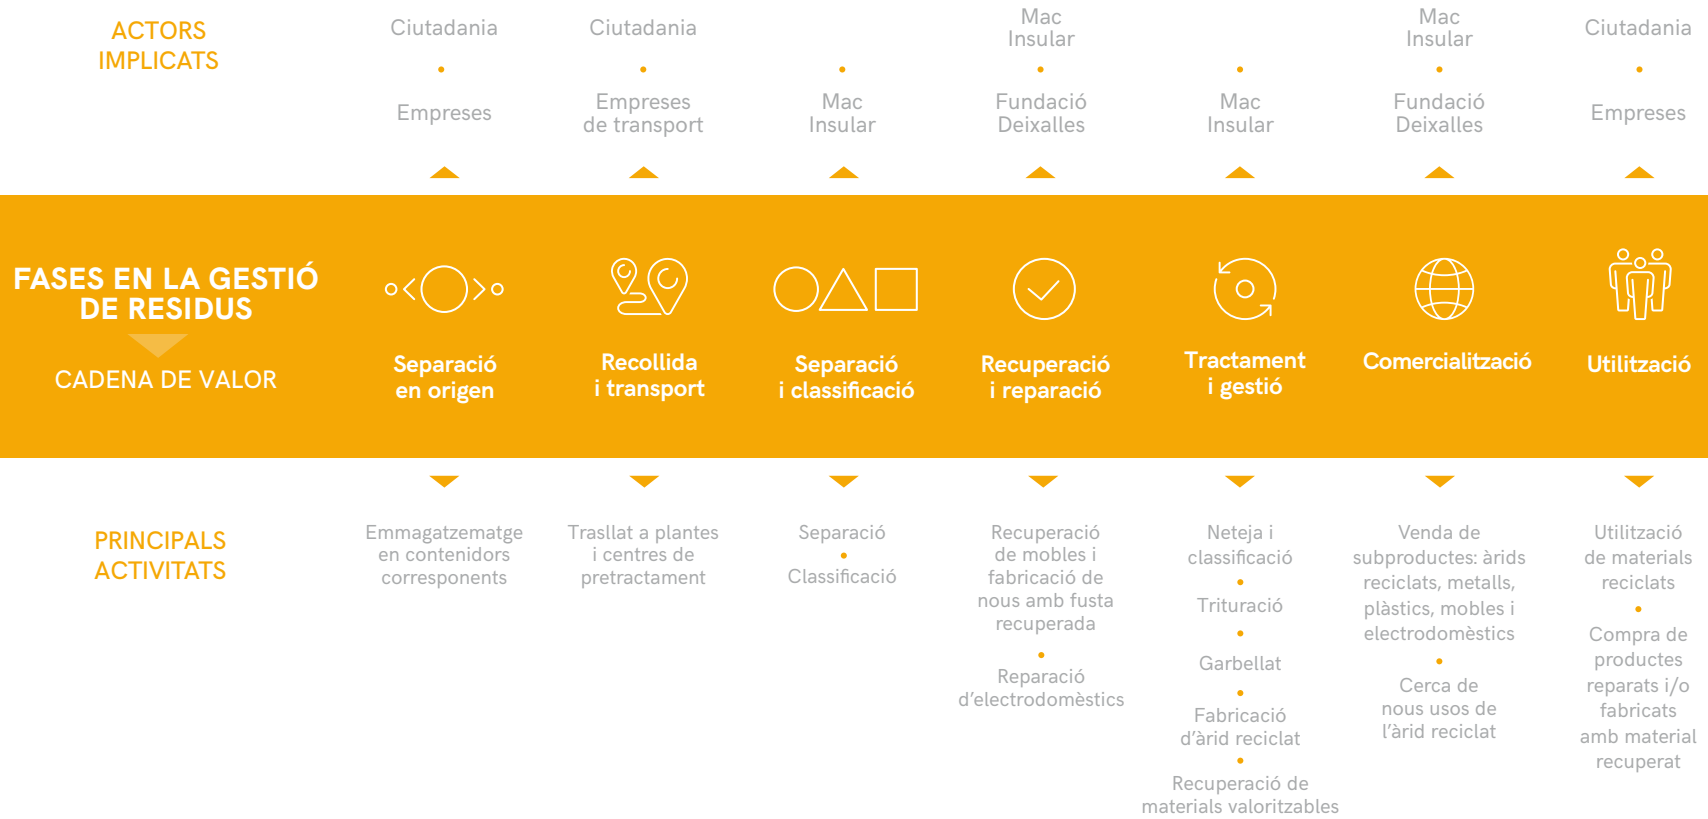 ACTORS
IMPLICATS
Ciutadania
Empreses
Ciutadania
Empreses
de transport
Mac
Insular
Mac
Insular
Fundació
Deixalles
Mac
Insular
Mac
Insular
Fundació
Deixalles
Ciutadania
Empreses
FASES EN LA GESTIÓ
DE RESIDUS
CADENA DE VALOR
Separació
en origen
Recollida
i transport
Separació
i classificació
Recuperació
i reparació
Tractament
i gestió
Comercialització
Utilització
PRINCIPALS
ACTIVITATS
Emmagatzematge
en contenidors
corresponents
Trasllat a plantes
i centres de
pretractament
Separació
Classificació
Recuperació
de mobles i
fabricació de
nous amb fusta
recuperada
Reparació
d’electrodomèstics
Neteja i
classificació
Trituració
Garbellat
Fabricació
d’àrid reciclat
Recuperació de
materials valoritzables
Venda de
subproductes: àrids
reciclats, metalls,
plàstics, mobles i
electrodomèstics
Cerca de
nous usos de
l’àrid reciclat
Utilització
de materials
reciclats
Compra de
productes
reparats i/o
fabricats
amb material
recuperat